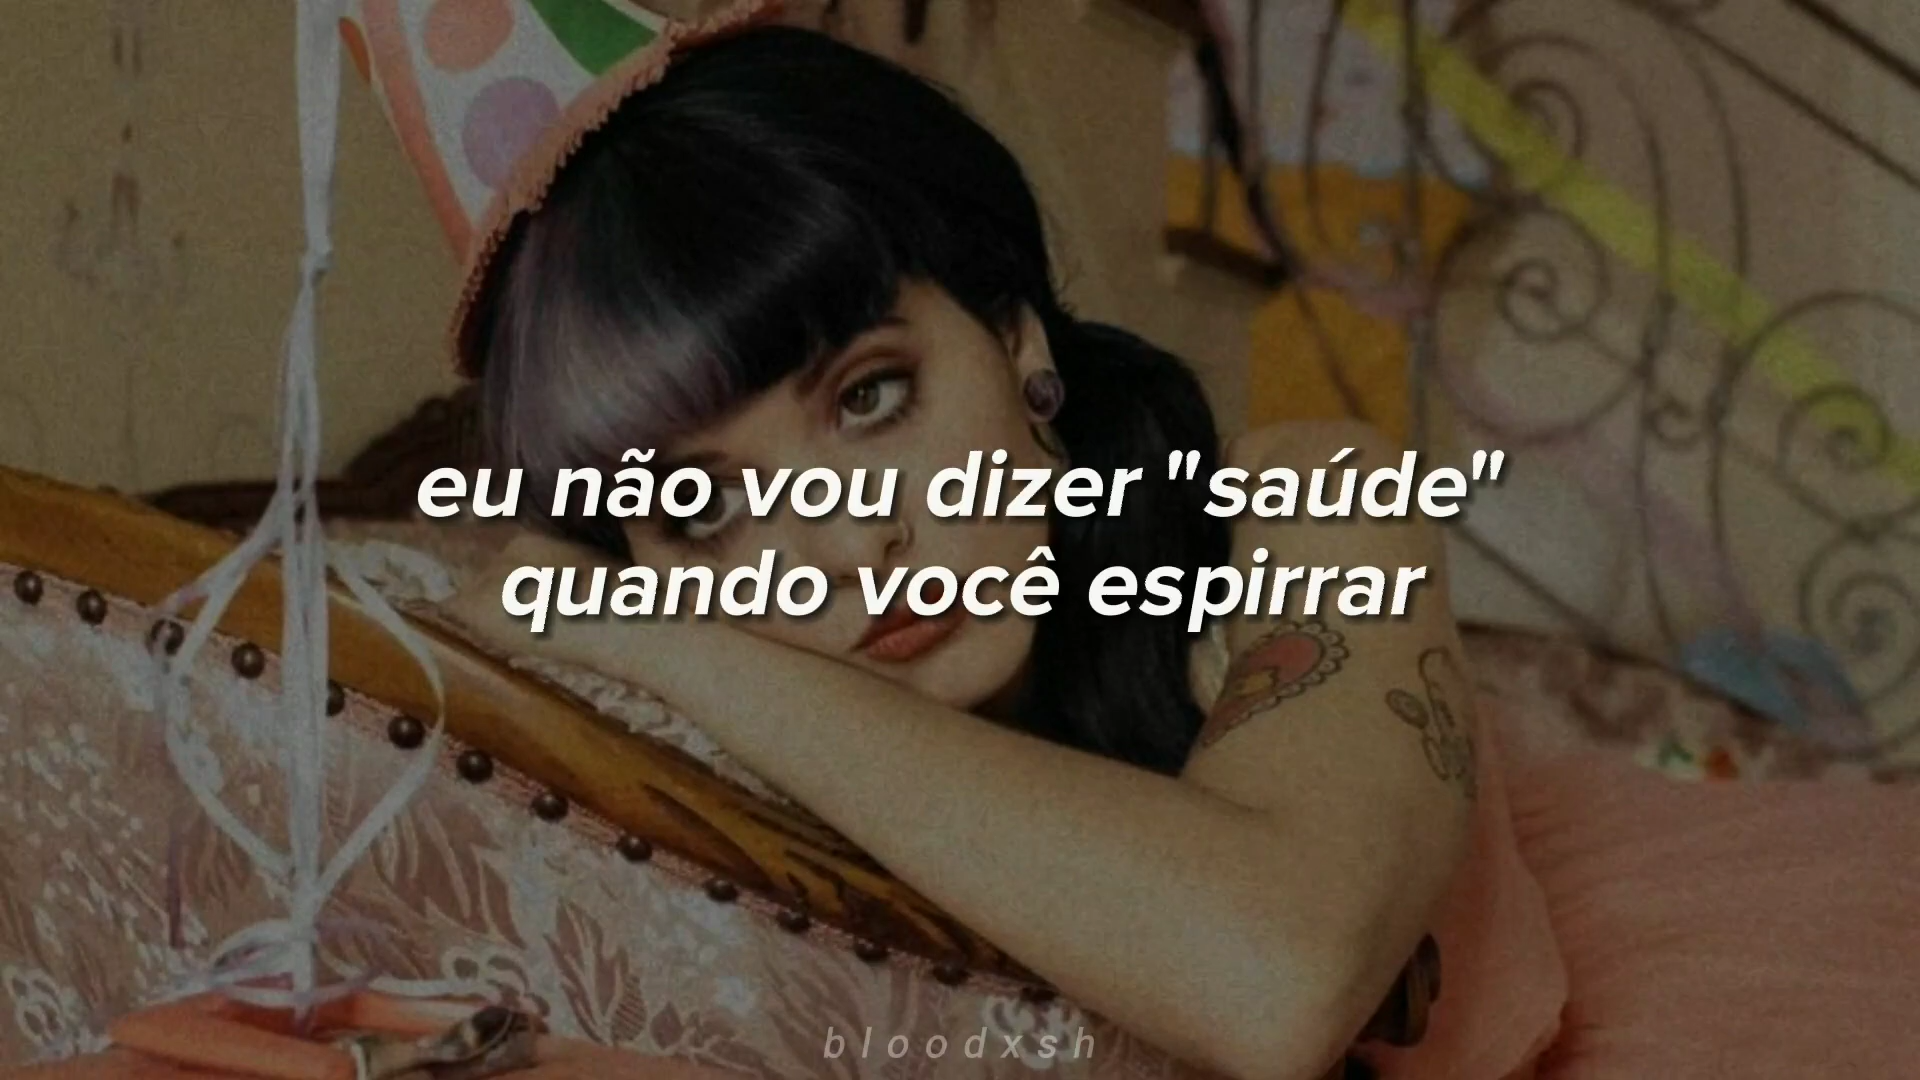 eu não vou dizer "saúde"
quando você espirrar
bloodxsh